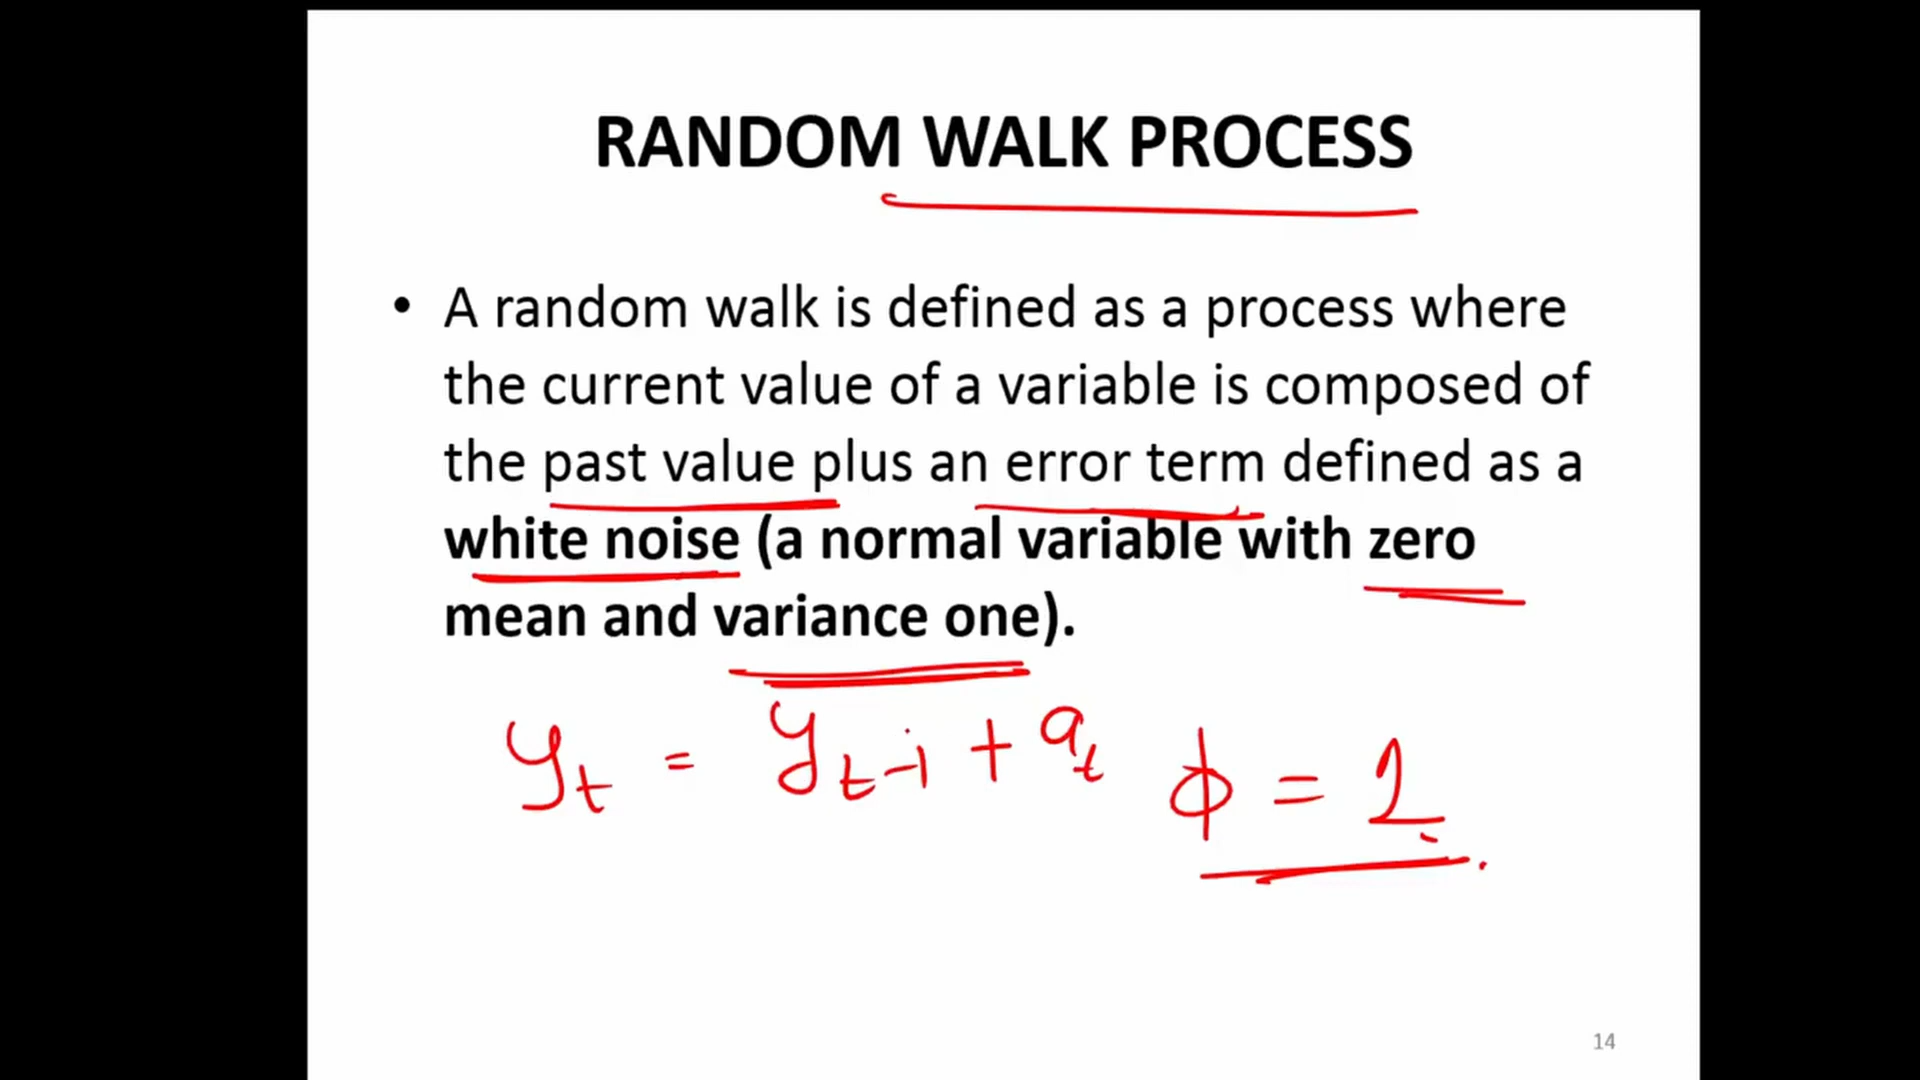 RANDOM WALK PROCESS
• A random walk is defined as a process where
the current value of a variable is composed of
the past value plus an error term defined as a
white noise (a normal variable with zero
mean and variance one).
yₜ = yₜ₋₁ + aₜ ϕ = 1
14